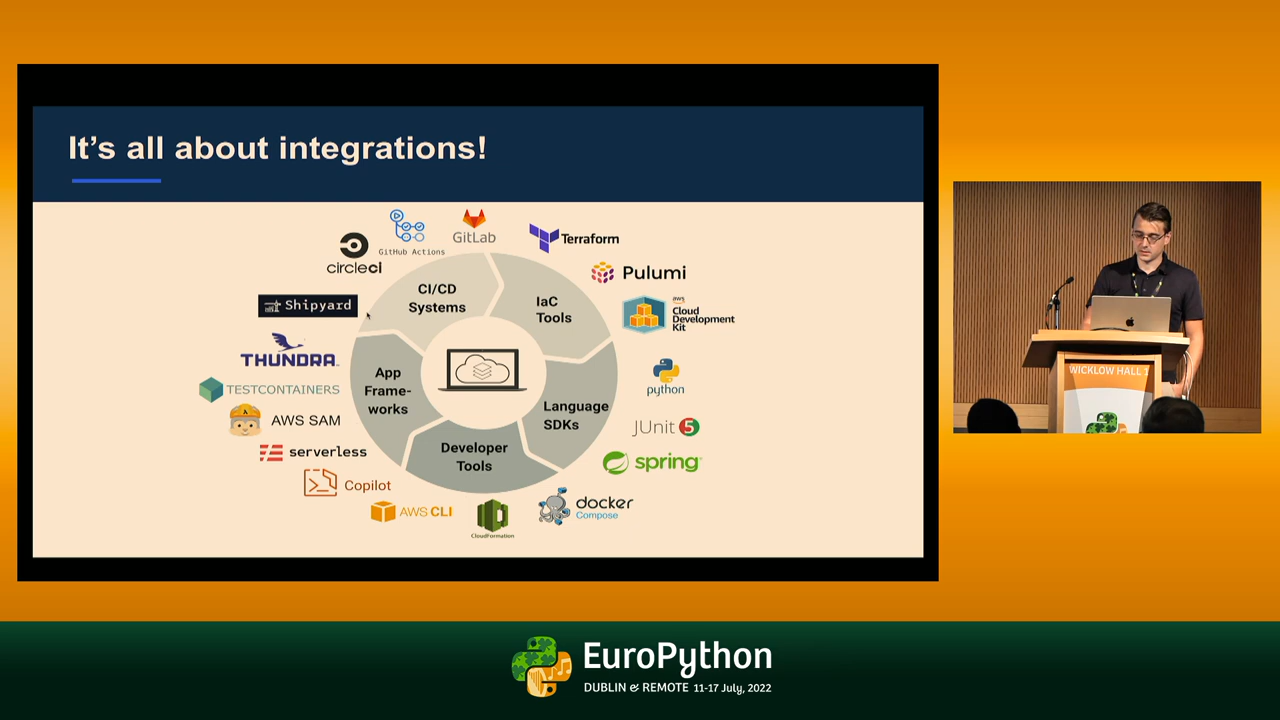 It's all about integrations!
GitHub Actions
GitLab
circleci
Terraform
Pulumi
Shipyard
aws
Cloud
Development
Kit
CI/CD
Systems
IaC
Tools
THUNDRA
TESTCONTAINERS
AWS SAM
serverless
Copilot
App
Frame-
works
python
Language
SDKs
JUnit 5
spring
Developer
Tools
AWS CLI
CloudFormation
docker
Compose
WICKLOW HALL 1
EuroPython
DUBLIN & REMOTE 11-17 July, 2022